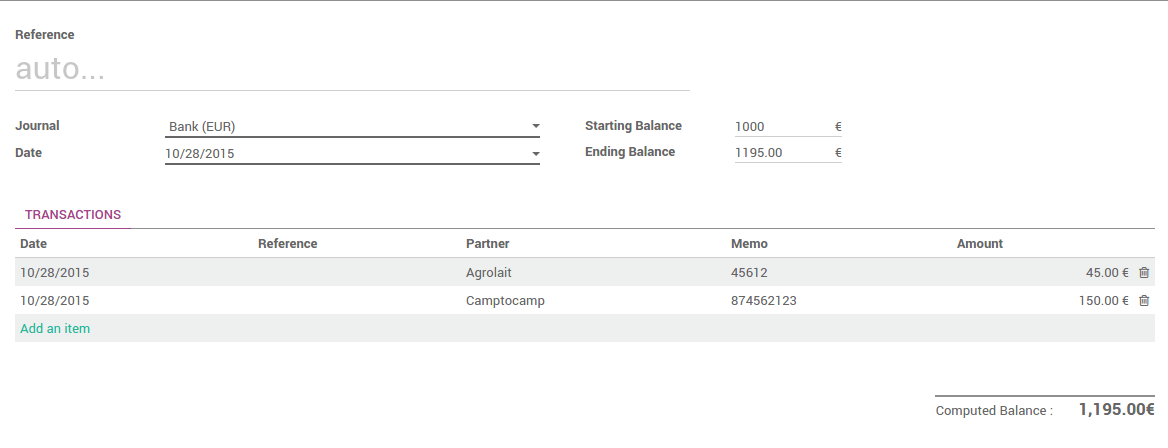 Reference
auto...
Journal Bank (EUR) Starting Balance 1000 €
Date 10/28/2015 Ending Balance 1195.00 €
TRANSACTIONS
Date Reference Partner Memo Amount
10/28/2015 Agrolait 45612 45.00 €
10/28/2015 Camptocamp 874562123 150.00 €
Add an item
Computed Balance : 1,195.00€